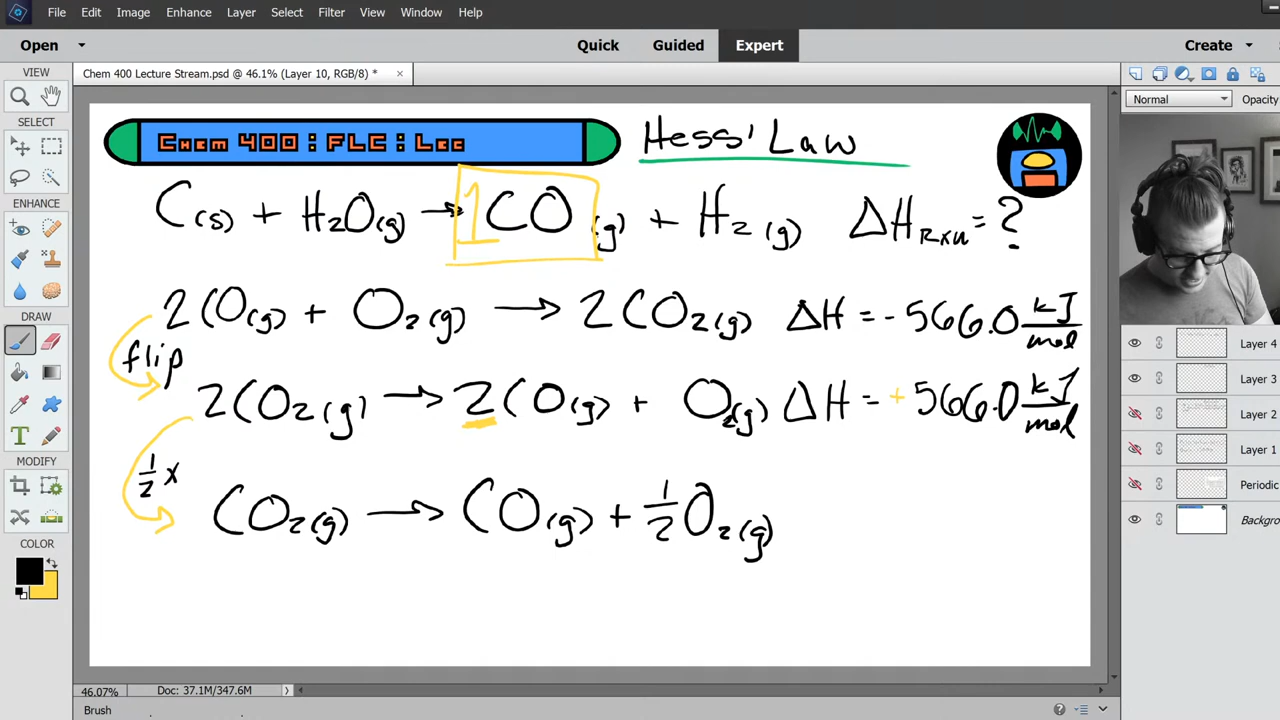 File Edit Image Enhance Layer Select Filter View Window Help
Open Quick Guided Expert Create
Chem 400 Lecture Stream.psd @ 46.1% (Layer 10, RGB/8) * ×
VIEW
SELECT
ENHANCE
DRAW
MODIFY
COLOR
Normal Opacity
Chem 400 : FLC : Lec
Hess' Law
C(s) + H₂O(g) → 1 CO(g) + H₂(g) ΔH Rxn = ?
2CO(g) + O₂(g) → 2CO₂(g) ΔH = -566.0 kJ/mol
flip
2CO₂(g) → 2CO(g) + O₂(g) ΔH = +566.0 kJ/mol
1/2 x
CO₂(g) → CO(g) + 1/2 O₂(g)
Layer 4
Layer 3
Layer 2
Layer 1
Periodic
Backgro
46.07% Doc: 37.1M/347.6M
Brush